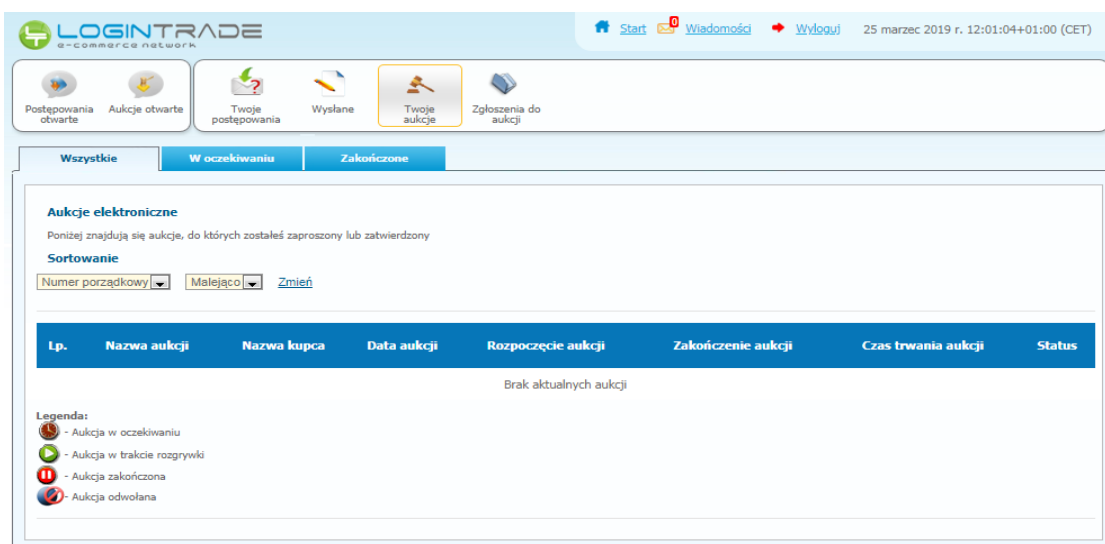 LOGINTRADE
e-commerce network
Start 0 Wiadomości Wyloguj 25 marzec 2019 r. 12:01:04+01:00 (CET)
Postępowania otwarte
Aukcje otwarte
Twoje postępowania
Wysłane
Twoje aukcje
Zgłoszenia do aukcji
Wszystkie W oczekiwaniu Zakończone
Aukcje elektroniczne
Poniżej znajdują się aukcje, do których zostałeś zaproszony lub zatwierdzony
Sortowanie
Numer porządkowy Malejąco Zmień
Lp. Nazwa aukcji Nazwa kupca Data aukcji Rozpoczęcie aukcji Zakończenie aukcji Czas trwania aukcji Status
Brak aktualnych aukcji
Legenda:
- Aukcja w oczekiwaniu
- Aukcja w trakcie rozgrywki
- Aukcja zakończona
- Aukcja odwołana